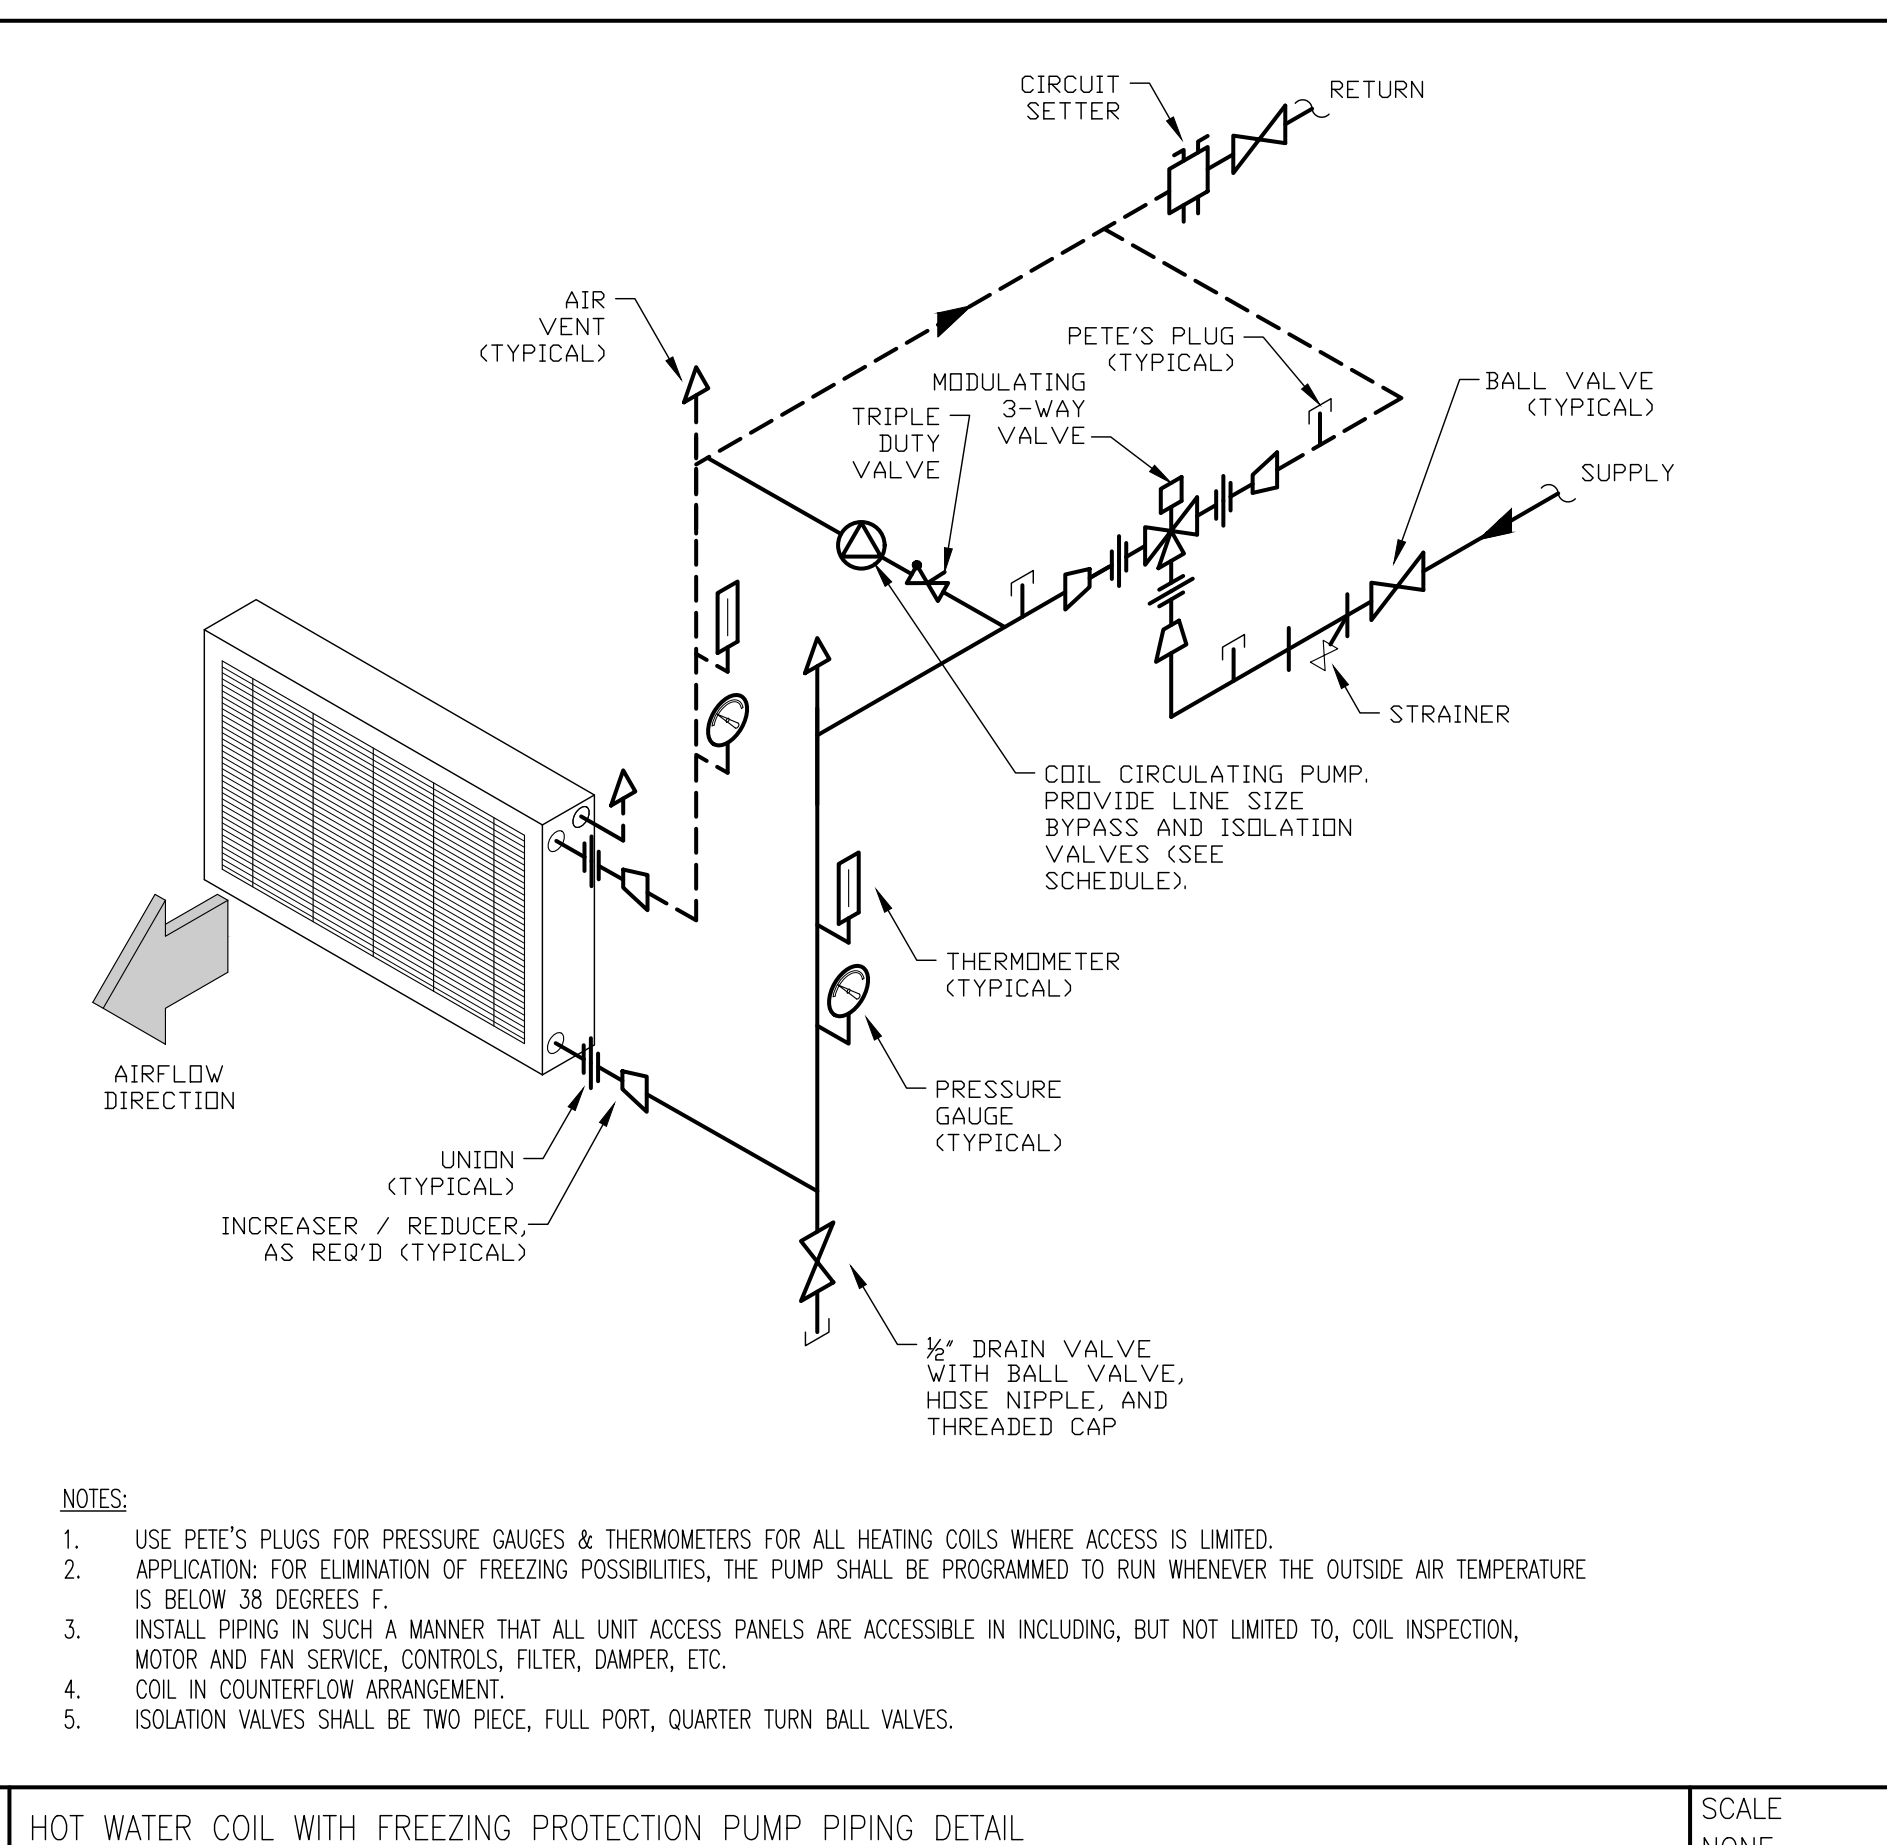 CIRCUIT
SETTER
RETURN
AIR
VENT
(TYPICAL)
PETE'S PLUG
(TYPICAL)
MODULATING
3-WAY
VALVE
TRIPLE
DUTY
VALVE
BALL VALVE
(TYPICAL)
SUPPLY
STRAINER
COIL CIRCULATING PUMP.
PROVIDE LINE SIZE
BYPASS AND ISOLATION
VALVES (SEE
SCHEDULE).
THERMOMETER
(TYPICAL)
AIRFLOW
DIRECTION
PRESSURE
GAUGE
(TYPICAL)
UNION
(TYPICAL)
INCREASER / REDUCER,
AS REQ'D (TYPICAL)
½" DRAIN VALVE
WITH BALL VALVE,
HOSE NIPPLE, AND
THREADED CAP
NOTES:
1. USE PETE'S PLUGS FOR PRESSURE GAUGES & THERMOMETERS FOR ALL HEATING COILS WHERE ACCESS IS LIMITED.
2. APPLICATION: FOR ELIMINATION OF FREEZING POSSIBILITIES, THE PUMP SHALL BE PROGRAMMED TO RUN WHENEVER THE OUTSIDE AIR TEMPERATURE
IS BELOW 38 DEGREES F.
3. INSTALL PIPING IN SUCH A MANNER THAT ALL UNIT ACCESS PANELS ARE ACCESSIBLE IN INCLUDING, BUT NOT LIMITED TO, COIL INSPECTION,
MOTOR AND FAN SERVICE, CONTROLS, FILTER, DAMPER, ETC.
4. COIL IN COUNTERFLOW ARRANGEMENT.
5. ISOLATION VALVES SHALL BE TWO PIECE, FULL PORT, QUARTER TURN BALL VALVES.
HOT WATER COIL WITH FREEZING PROTECTION PUMP PIPING DETAIL
SCALE
NONE